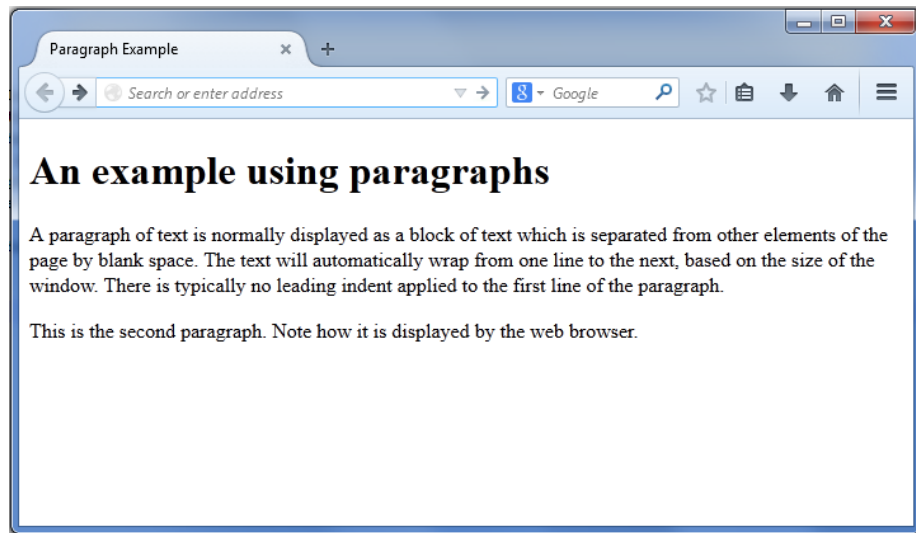 Paragraph Example
Search or enter address
8 Google
An example using paragraphs
A paragraph of text is normally displayed as a block of text which is separated from other elements of the
page by blank space. The text will automatically wrap from one line to the next, based on the size of the
window. There is typically no leading indent applied to the first line of the paragraph.
This is the second paragraph. Note how it is displayed by the web browser.